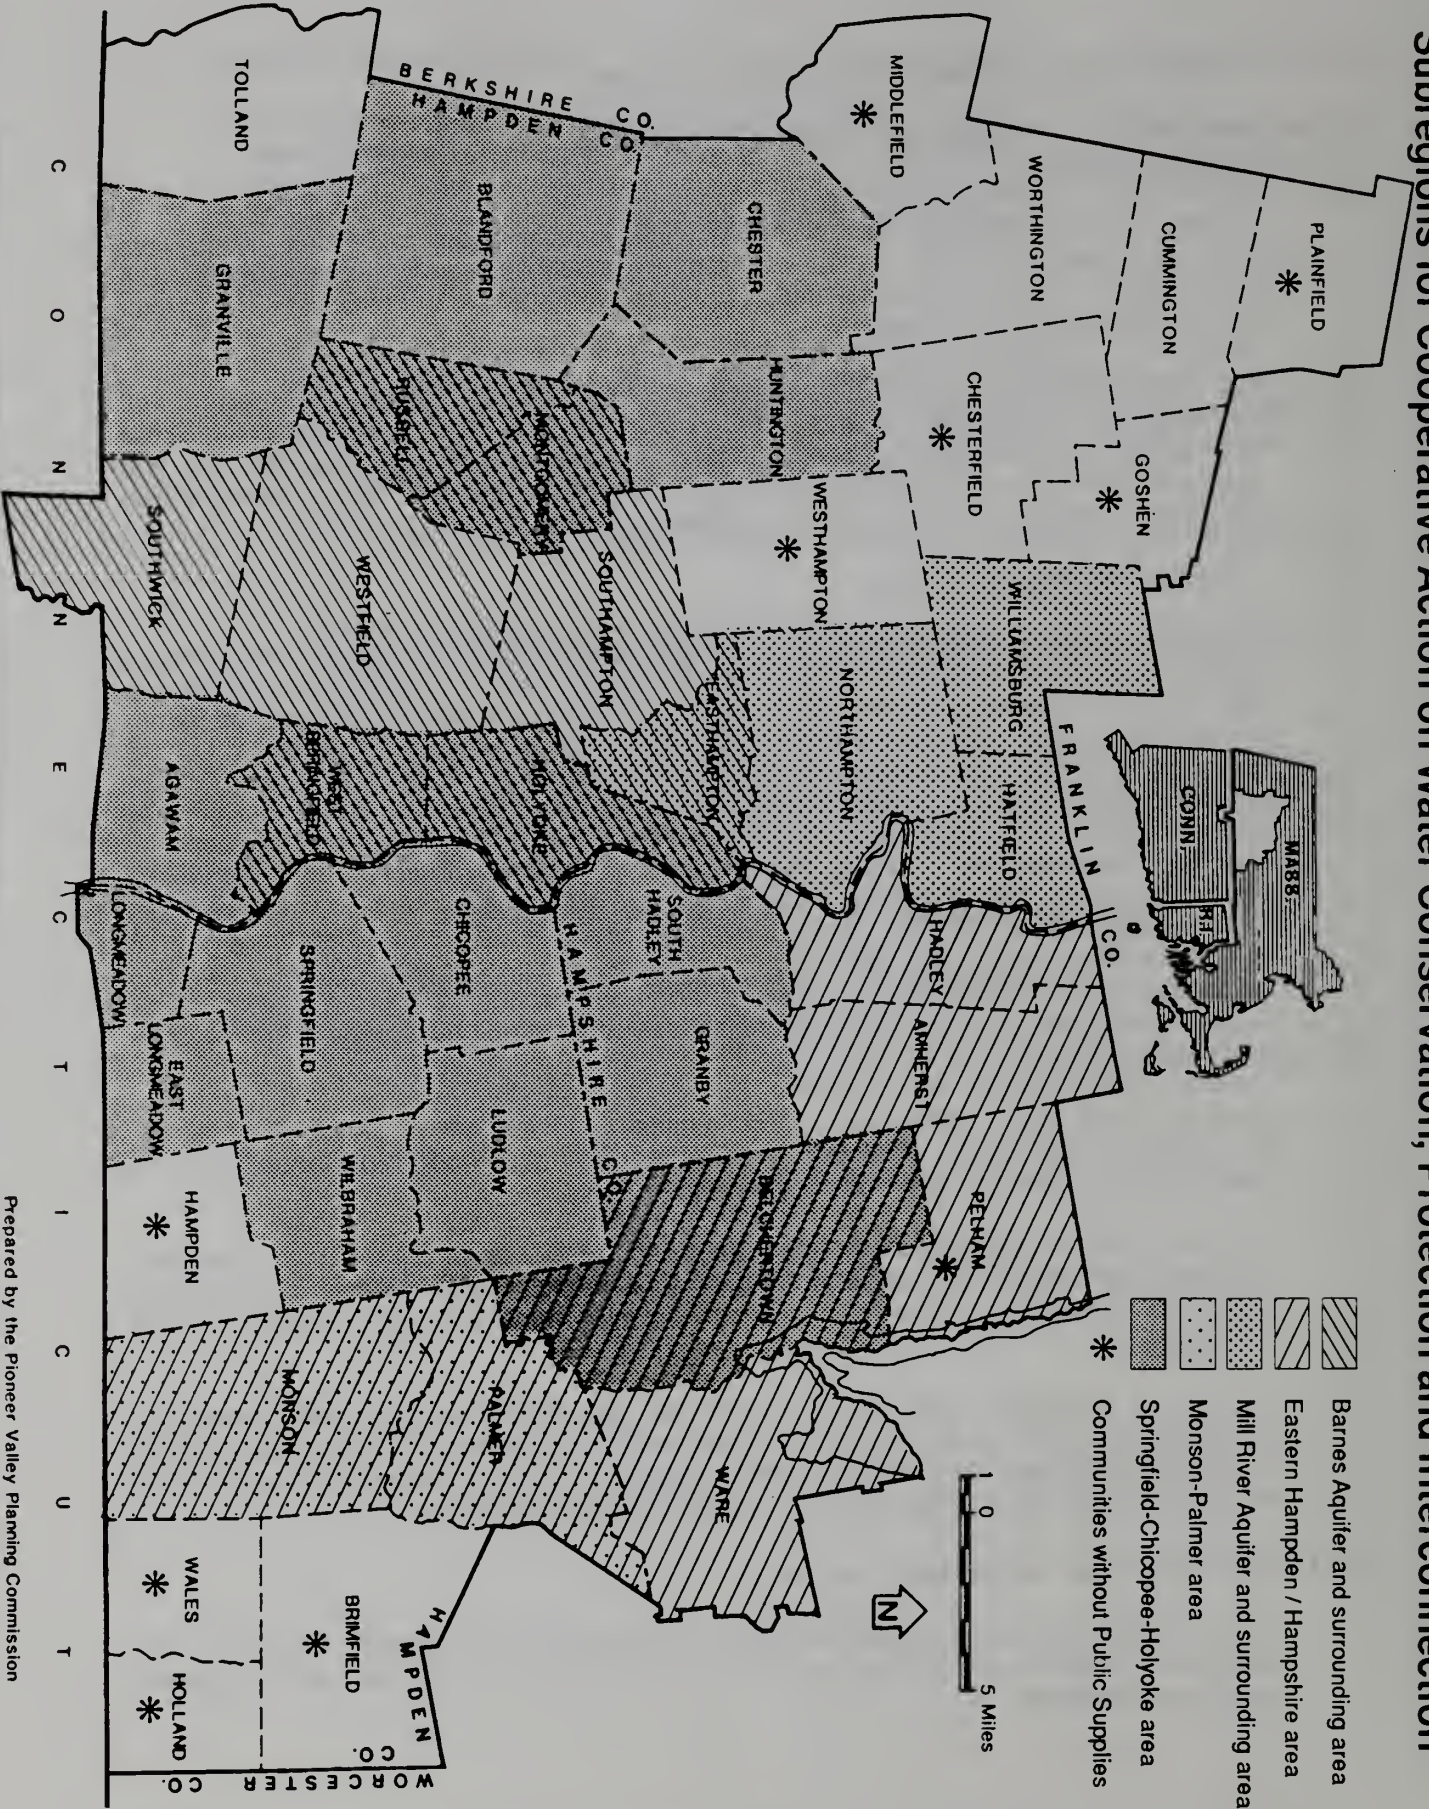 Subregions for Cooperative Action on Water Conservation, Protection and Interconnection
Barnes Aquifer and surrounding area
Eastern Hampden / Hampshire area
Mill River Aquifer and surrounding area
Monson-Palmer area
Springfield-Chicopee-Holyoke area
Communities without Public Supplies
1 0 5 Miles
N
MASS.
CONN.
R.I.
FRANKLIN CO.
PLAINFIELD
CUMMINGTON
GOSHEN
WORTHINGTON
CHESTERFIELD
WILLIAMSBURG
HATFIELD
MIDDLEFIELD
WESTHAMPTON
NORTHAMPTON
HADLEY
AMHERST
PELHAM
CHESTER
HUNTINGTON
EASTHAMPTON
SOUTH
HADLEY
GRANBY
BELCHERTOWN
WARE
SOUTHAMPTON
HAMPSHIRE CO.
BERKSHIRE CO.
HAMPDEN CO.
BLANDFORD
MONTGOMERY
RUSSELL
HOLYOKE
CHICOPEE
LUDLOW
PALMER
WESTFIELD
WEST
SPRINGFIELD
SPRINGFIELD
WILBRAHAM
MONSON
BRIMFIELD
HAMPDEN CO.
WORCESTER CO.
TOLLAND
GRANVILLE
SOUTHWICK
AGAWAM
LONGMEADOW
EAST
LONGMEADOW
HAMPDEN
WALES
HOLLAND
CONNECTICUT
Prepared by the Pioneer Valley Planning Commission